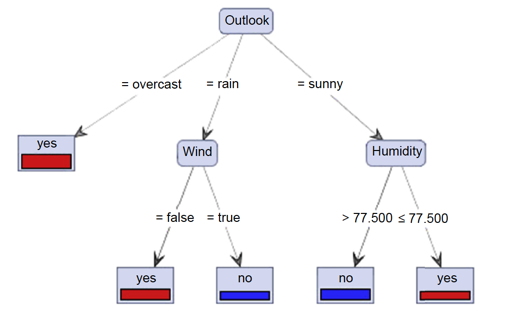 Outlook
= overcast
= rain
= sunny
yes
Wind
Humidity
= false
= true
> 77.500
≤ 77.500
yes
no
no
yes